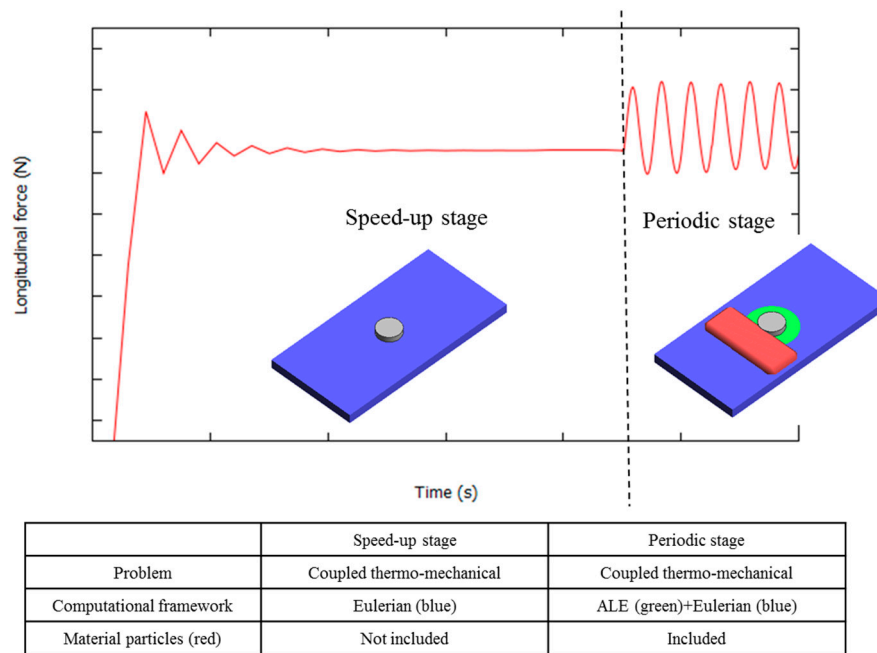 Longitudinal force (N)
Speed-up stage
Periodic stage
Time (s)
Speed-up stage Periodic stage
Problem Coupled thermo-mechanical Coupled thermo-mechanical
Computational framework Eulerian (blue) ALE (green)+Eulerian (blue)
Material particles (red) Not included Included